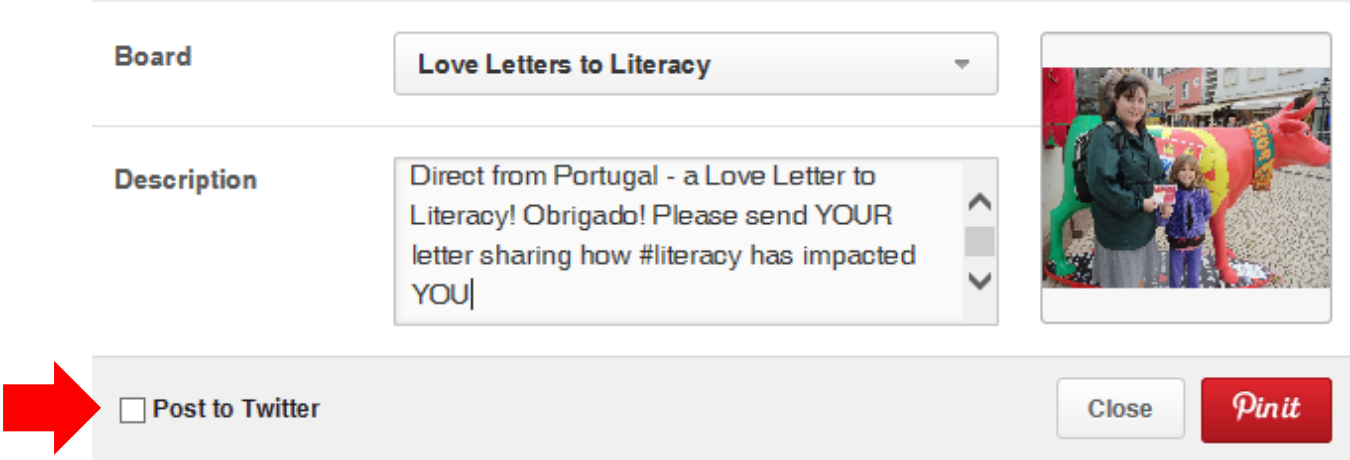 Board
Love Letters to Literacy
Description
Direct from Portugal - a Love Letter to
Literacy! Obrigado! Please send YOUR
letter sharing how #literacy has impacted
YOU
Post to Twitter
Close
Pin it